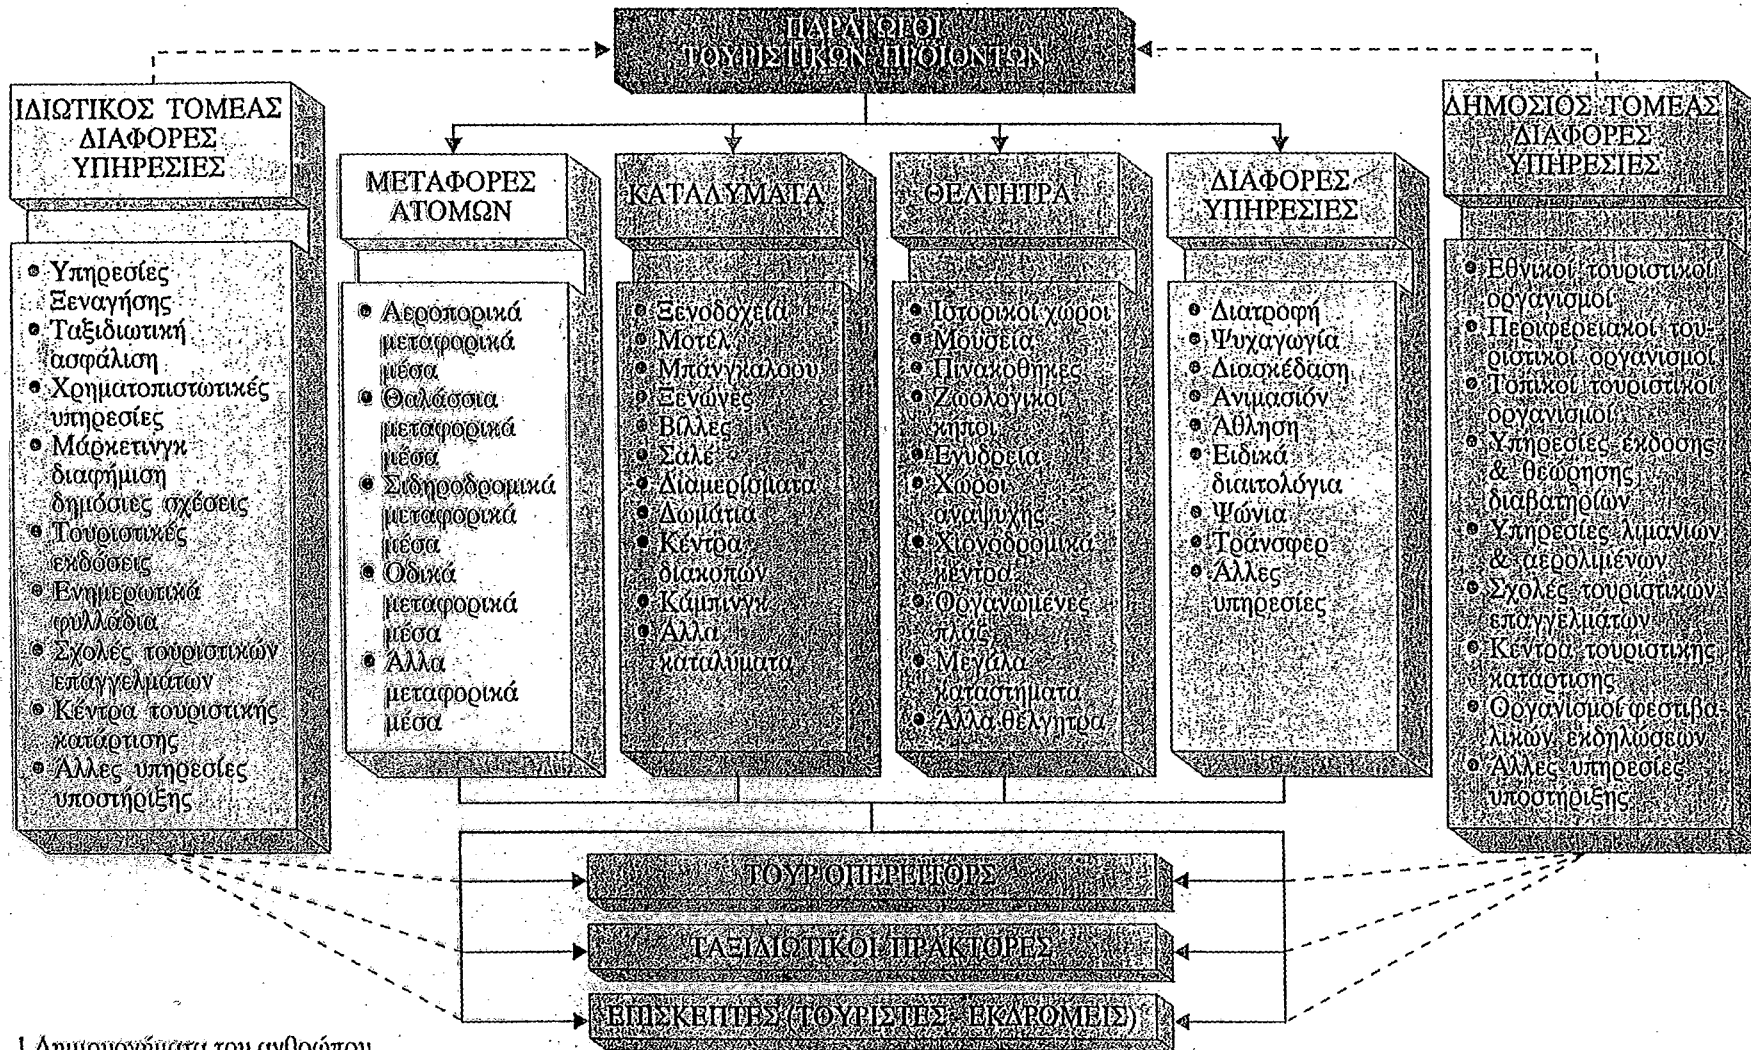 ΠΑΡΑΓΩΓΟΙ
ΤΟΥΡΙΣΤΙΚΩΝ ΠΡΟΪΟΝΤΩΝ
ΙΔΙΩΤΙΚΟΣ ΤΟΜΕΑΣ
ΔΙΑΦΟΡΕΣ
ΥΠΗΡΕΣΙΕΣ
• Υπηρεσίες
Ξεναγήσης
• Ταξιδιωτική
ασφάλιση
• Χρηματοπιστωτικές
υπηρεσίες
• Μάρκετινγκ
διαφήμιση
δημόσιες σχέσεις
• Τουριστικές
εκδόσεις
• Ενημερωτικά
φυλλάδια
• Σχολές τουριστικών
επαγγελμάτων
• Κέντρα τουριστικής
κατάρτισης
• Άλλες υπηρεσίες
υποστήριξης
ΜΕΤΑΦΟΡΕΣ
ΑΤΟΜΩΝ
• Αεροπορικά
μεταφορικά
μέσα
• Θαλάσσια
μεταφορικά
μέσα
• Σιδηροδρομικά
μεταφορικά
μέσα
• Οδικά
μεταφορικά
μέσα
• Άλλα
μεταφορικά
μέσα
ΚΑΤΑΛΥΜΑΤΑ
• Ξενοδοχεία
• Μοτέλ
• Μπάνγκαλοου
• Ξενώνες
• Βίλλες
• Σαλέ
• Διαμερίσματα
• Δωμάτια
• Κέντρα
διακοπών
• Κάμπινγκ
• Άλλα
καταλύματα
ΘΕΛΓΗΤΡΑ¹
• Ιστορικοί χώροι
• Μουσεία
• Πινακοθήκες
• Ζωολογικοί
κήποι
• Ενυδρεία
• Χώροι
αναψυχής
• Χιονοδρομικά
κέντρα
• Οργανωμένες
πλαζ
• Μεγάλα
καταστήματα
• Άλλα θέλγητρα
ΔΙΑΦΟΡΕΣ
ΥΠΗΡΕΣΙΕΣ
• Διατροφή
• Ψυχαγωγία
• Διασκέδαση
• Ανιμασιόν
• Άθληση
• Ειδικά
διαιτολόγια
• Ψώνια
• Τράνσφερ
• Άλλες
υπηρεσίες
ΔΗΜΟΣΙΟΣ ΤΟΜΕΑΣ
ΔΙΑΦΟΡΕΣ
ΥΠΗΡΕΣΙΕΣ
• Εθνικοί τουριστικοί
οργανισμοί
• Περιφερειακοί του-
ριστικοί οργανισμοί
• Τοπικοί τουριστικοί
οργανισμοί
• Υπηρεσίες έκδοσης
& θεώρησης
διαβατηρίων
• Υπηρεσίες λιμανιών
& αερολιμένων
• Σχολές τουριστικών
επαγγελμάτων
• Κέντρα τουριστικής
κατάρτισης
• Οργανισμοί φεστιβα
λικών εκδηλώσεων
• Άλλες υπηρεσίες
υποστήριξης
ΤΟΥΡ ΟΠΕΡΕΪΤΟΡΣ
ΤΑΞΙΔΙΩΤΙΚΟΙ ΠΡΑΚΤΟΡΕΣ
ΕΠΙΣΚΕΠΤΕΣ (ΤΟΥΡΙΣΤΕΣ - ΕΚΔΡΟΜΕΙΣ)
1 Δημιουργήματα του ανθρώπου